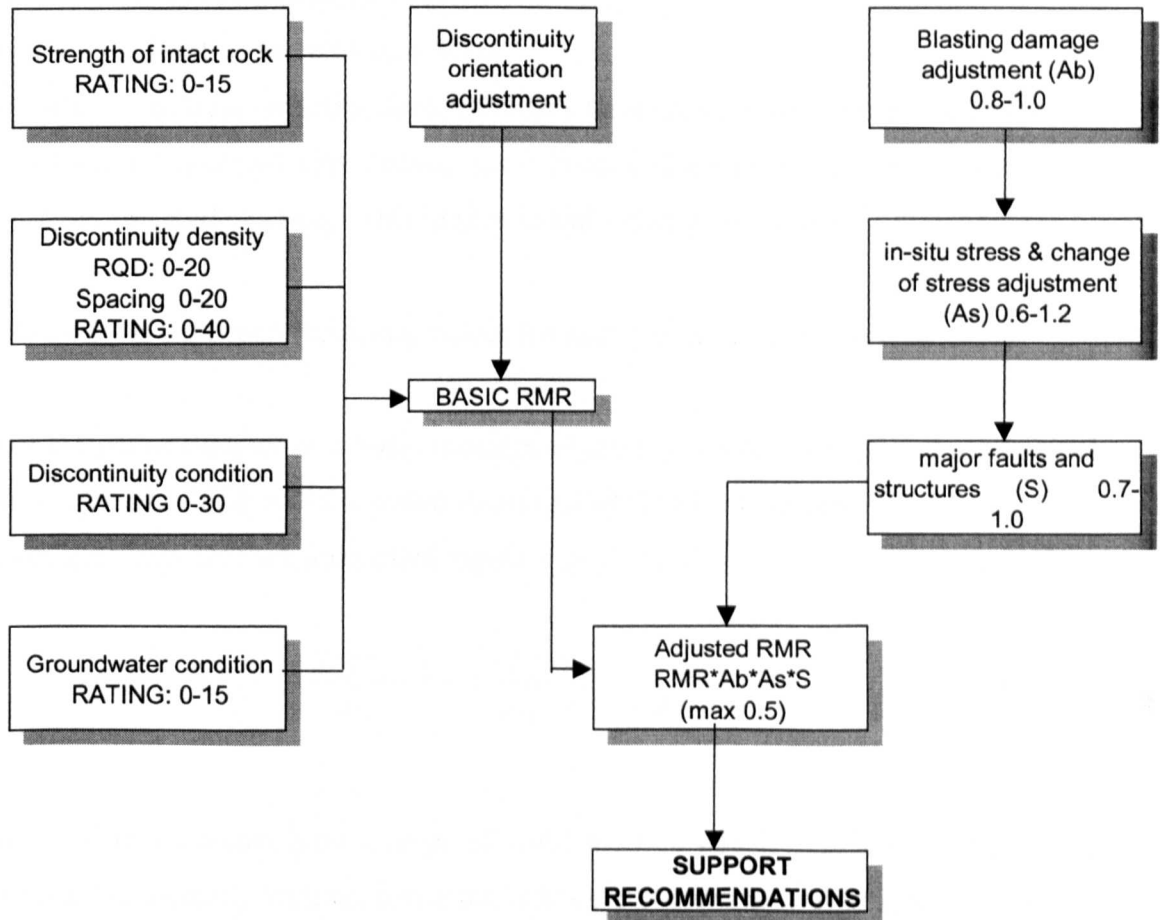 Strength of intact rock
RATING: 0-15
Discontinuity
orientation
adjustment
Blasting damage
adjustment (Ab)
0.8-1.0
Discontinuity density
RQD: 0-20
Spacing 0-20
RATING: 0-40
in-situ stress & change
of stress adjustment
(As) 0.6-1.2
BASIC RMR
Discontinuity condition
RATING 0-30
major faults and
structures (S) 0.7-
1.0
Groundwater condition
RATING: 0-15
Adjusted RMR
RMR*Ab*As*S
(max 0.5)
SUPPORT
RECOMMENDATIONS